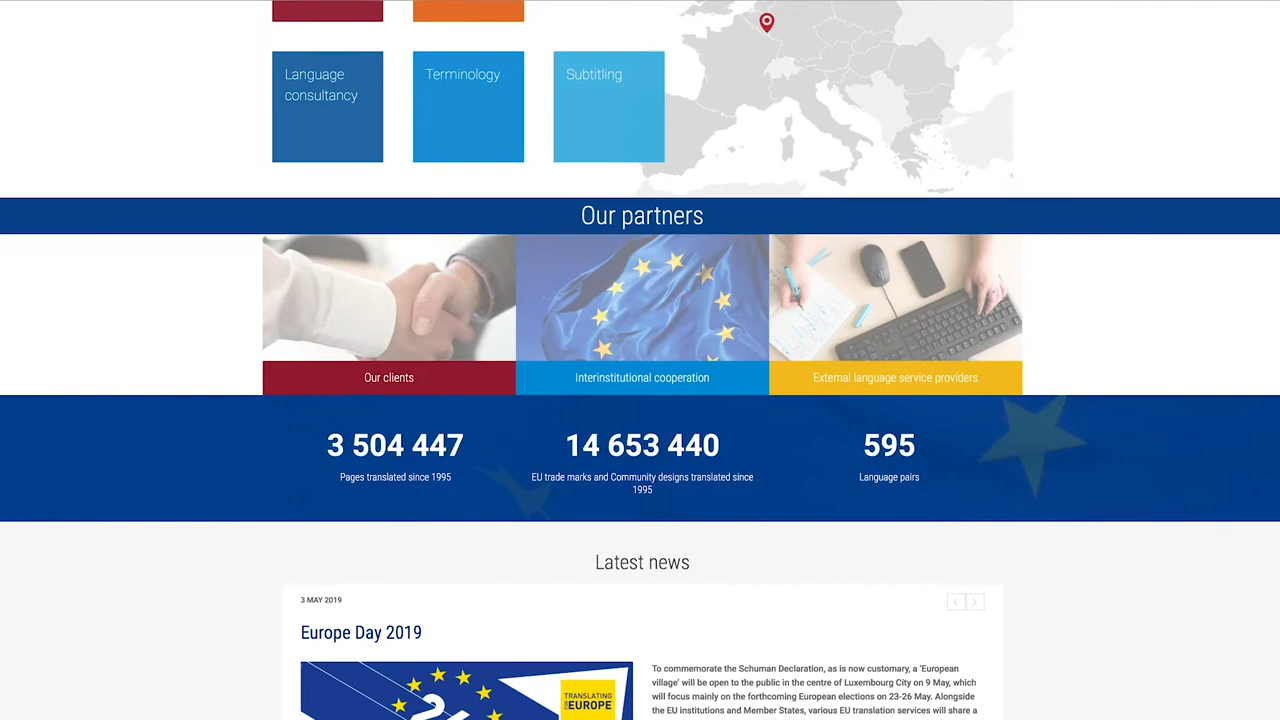 Language
consultancy
Terminology
Subtitling
Our partners
Our clients
Interinstitutional cooperation
External language service providers
3 504 447
14 653 440
595
Pages translated since 1995
EU trade marks and Community designs translated since
1995
Language pairs
Latest news
3 MAY 2019
Europe Day 2019
To commemorate the Schuman Declaration, as is now customary, a 'European
village' will be open to the public in the centre of Luxembourg City on 9 May, which
will focus mainly on the forthcoming European elections on 23-26 May. Alongside
the EU institutions and Member States, various EU translation services will share a
TRANSLATING
FOR EUROPE